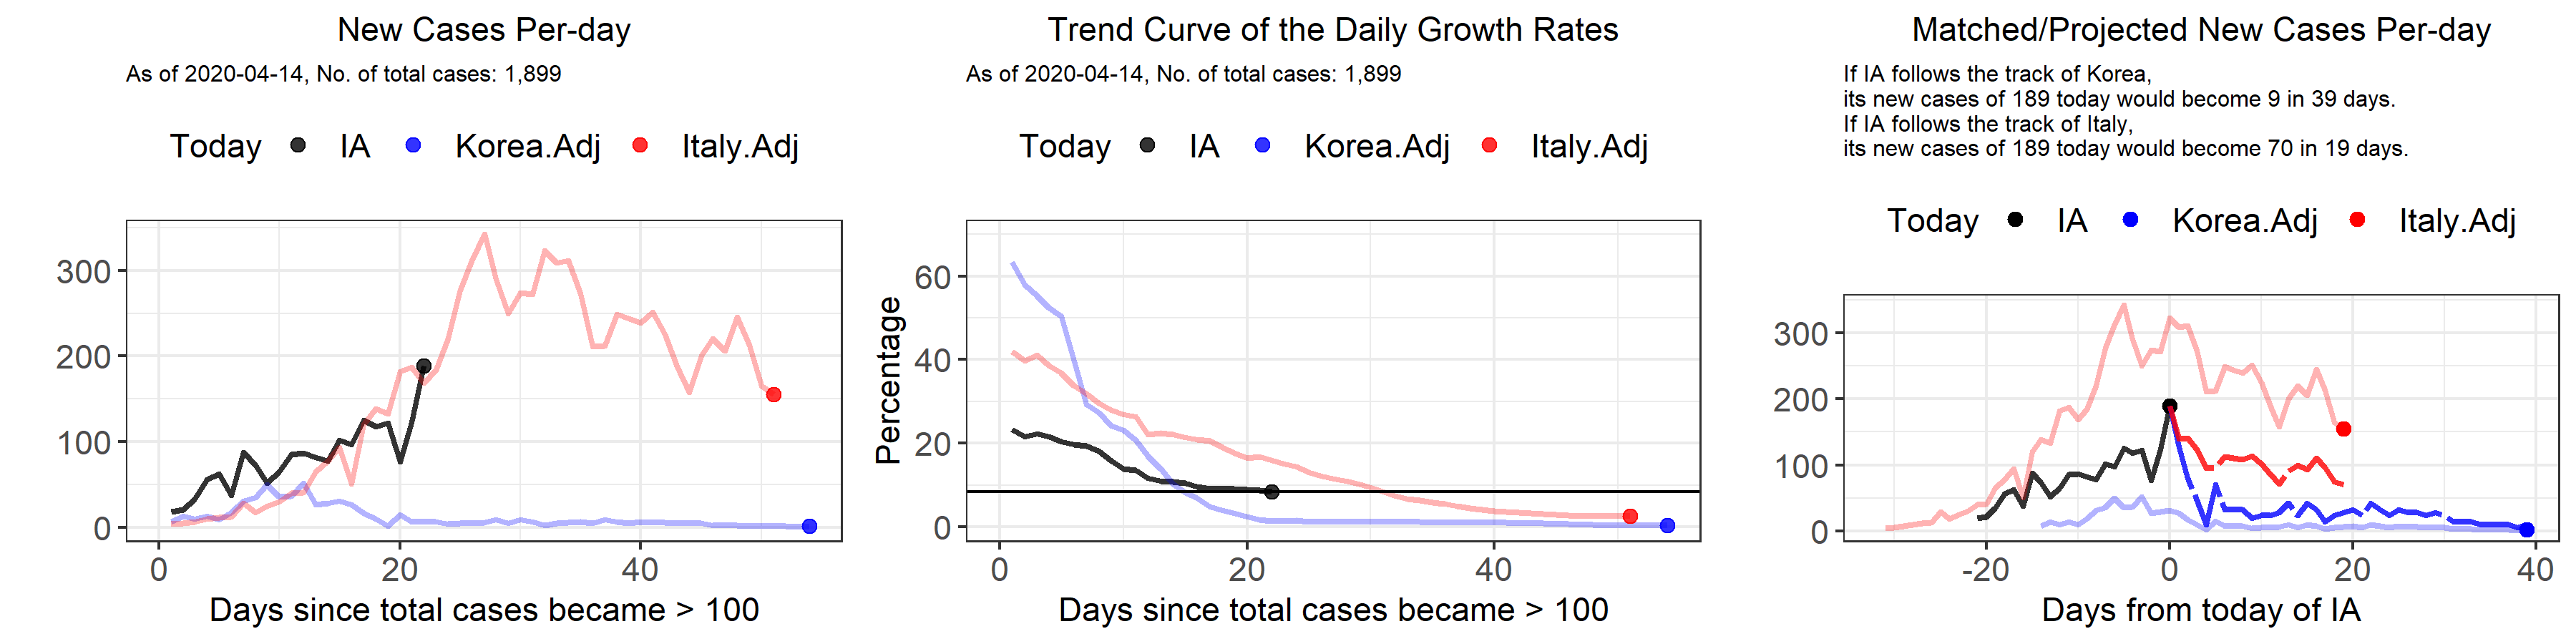 New Cases Per-day
As of 2020-04-14, No. of total cases: 1,899
Today IA Korea.Adj Italy.Adj
300
200
100
0
0 20 40
Days since total cases became > 100
Trend Curve of the Daily Growth Rates
As of 2020-04-14, No. of total cases: 1,899
Today IA Korea.Adj Italy.Adj
Percentage
60
40
20
0
0 20 40
Days since total cases became > 100
Matched/Projected New Cases Per-day
If IA follows the track of Korea,
its new cases of 189 today would become 9 in 39 days.
If IA follows the track of Italy,
its new cases of 189 today would become 70 in 19 days.
Today IA Korea.Adj Italy.Adj
300
200
100
0
-20 0 20 40
Days from today of IA